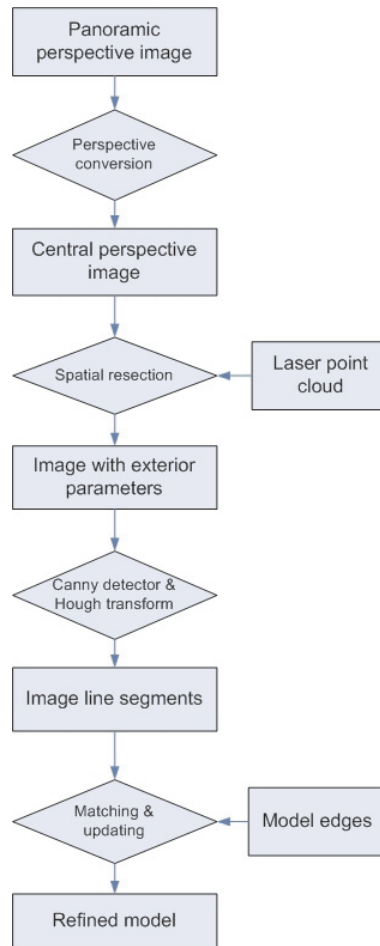 Panoramic
perspective image
Perspective
conversion
Central perspective
image
Spatial resection
Laser point
cloud
Image with exterior
parameters
Canny detector &
Hough transform
Image line segments
Matching &
updating
Model edges
Refined model